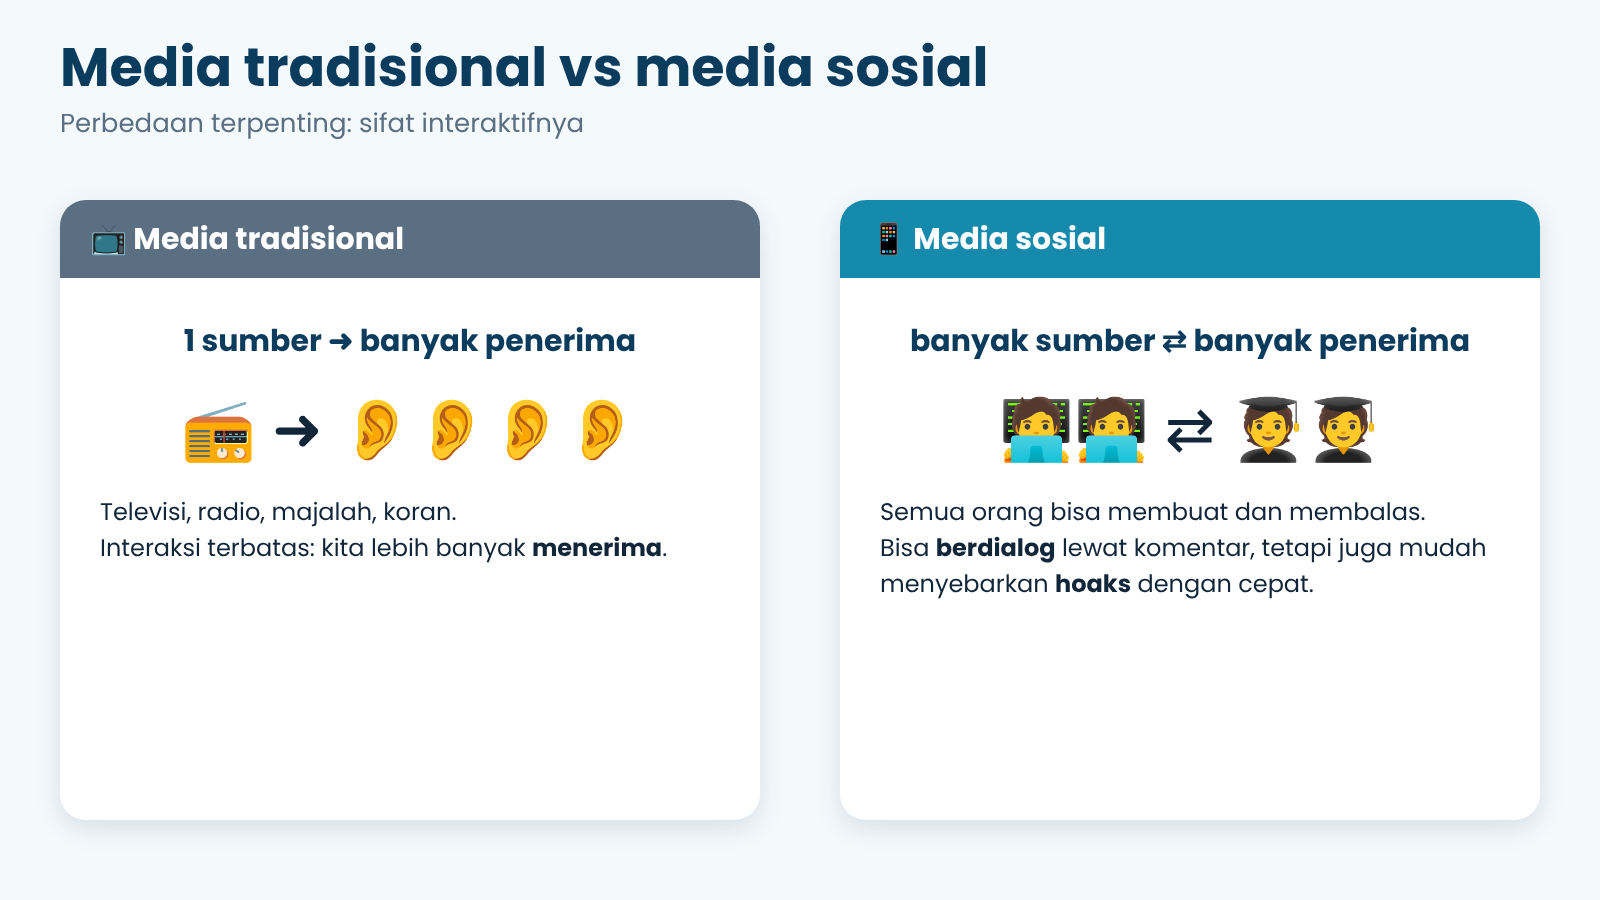 Media tradisional vs media sosial
Perbedaan terpenting: sifat interaktifnya
📺 Media tradisional
1 sumber ➜ banyak penerima
➜
Televisi, radio, majalah, koran.
Interaksi terbatas: kita lebih banyak menerima.
📱 Media sosial
banyak sumber ⇄ banyak penerima
⇄
Semua orang bisa membuat dan membalas.
Bisa berdialog lewat komentar, tetapi juga mudah
menyebarkan hoaks dengan cepat.